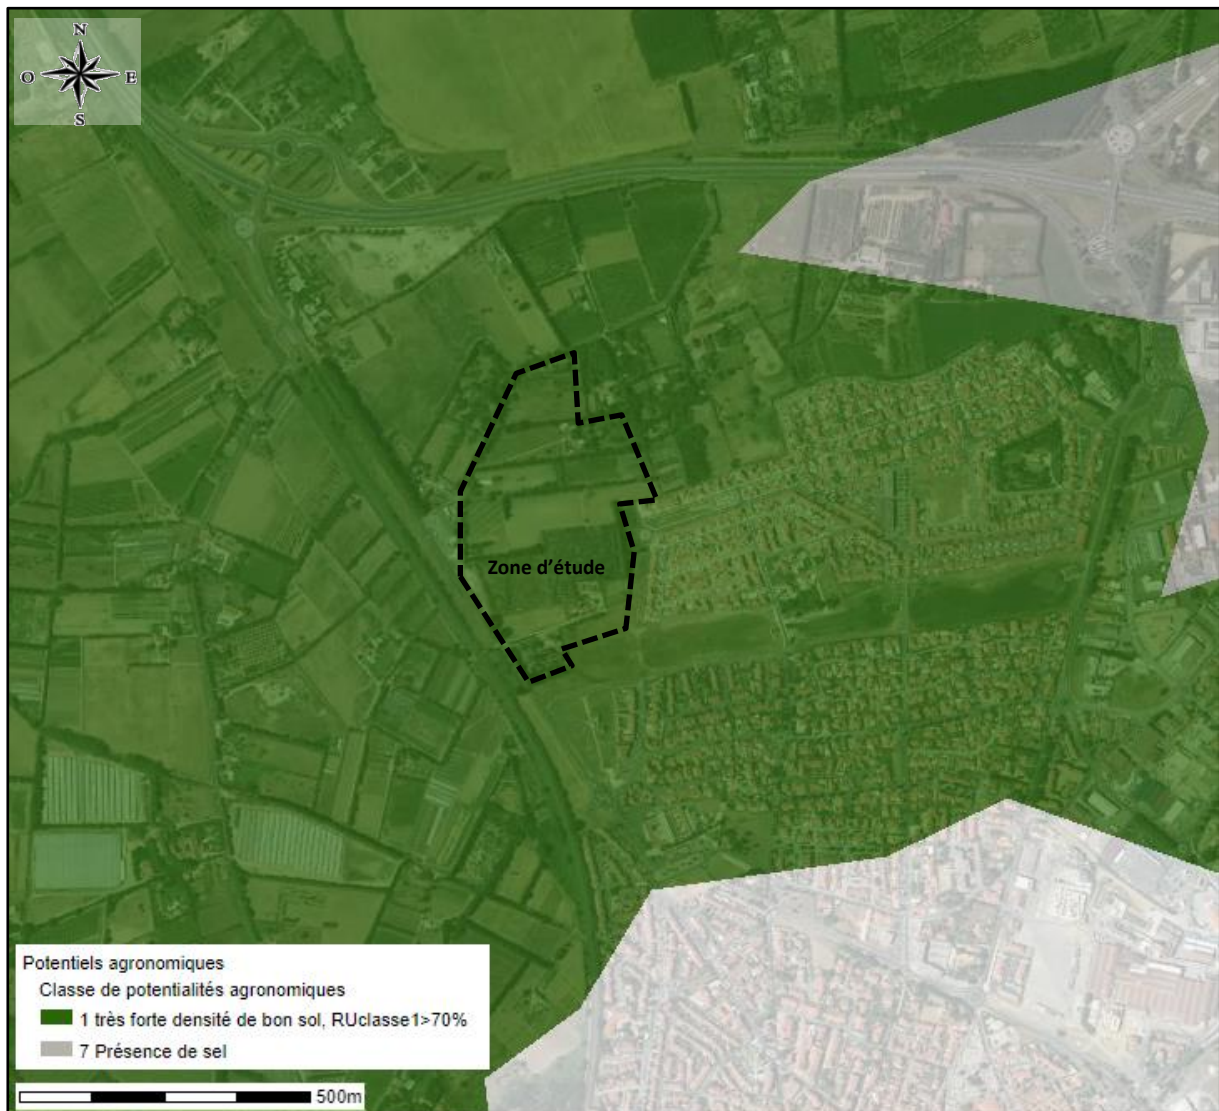 N
O E
S
Zone d'étude
Potentiels agronomiques
Classe de potentialités agronomiques
1 très forte densité de bon sol, RUclasse1>70%
7 Présence de sel
500m